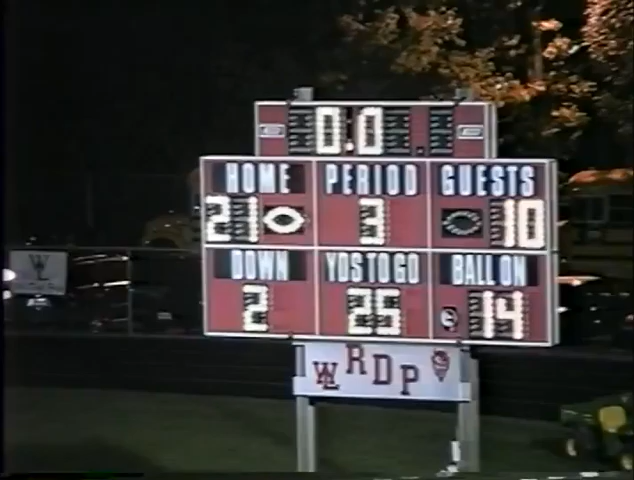 0.0
HOME PERIOD GUESTS
21 3 10
DOWN YDS TO GO BALL ON
2 25 14
WL RDP
WL